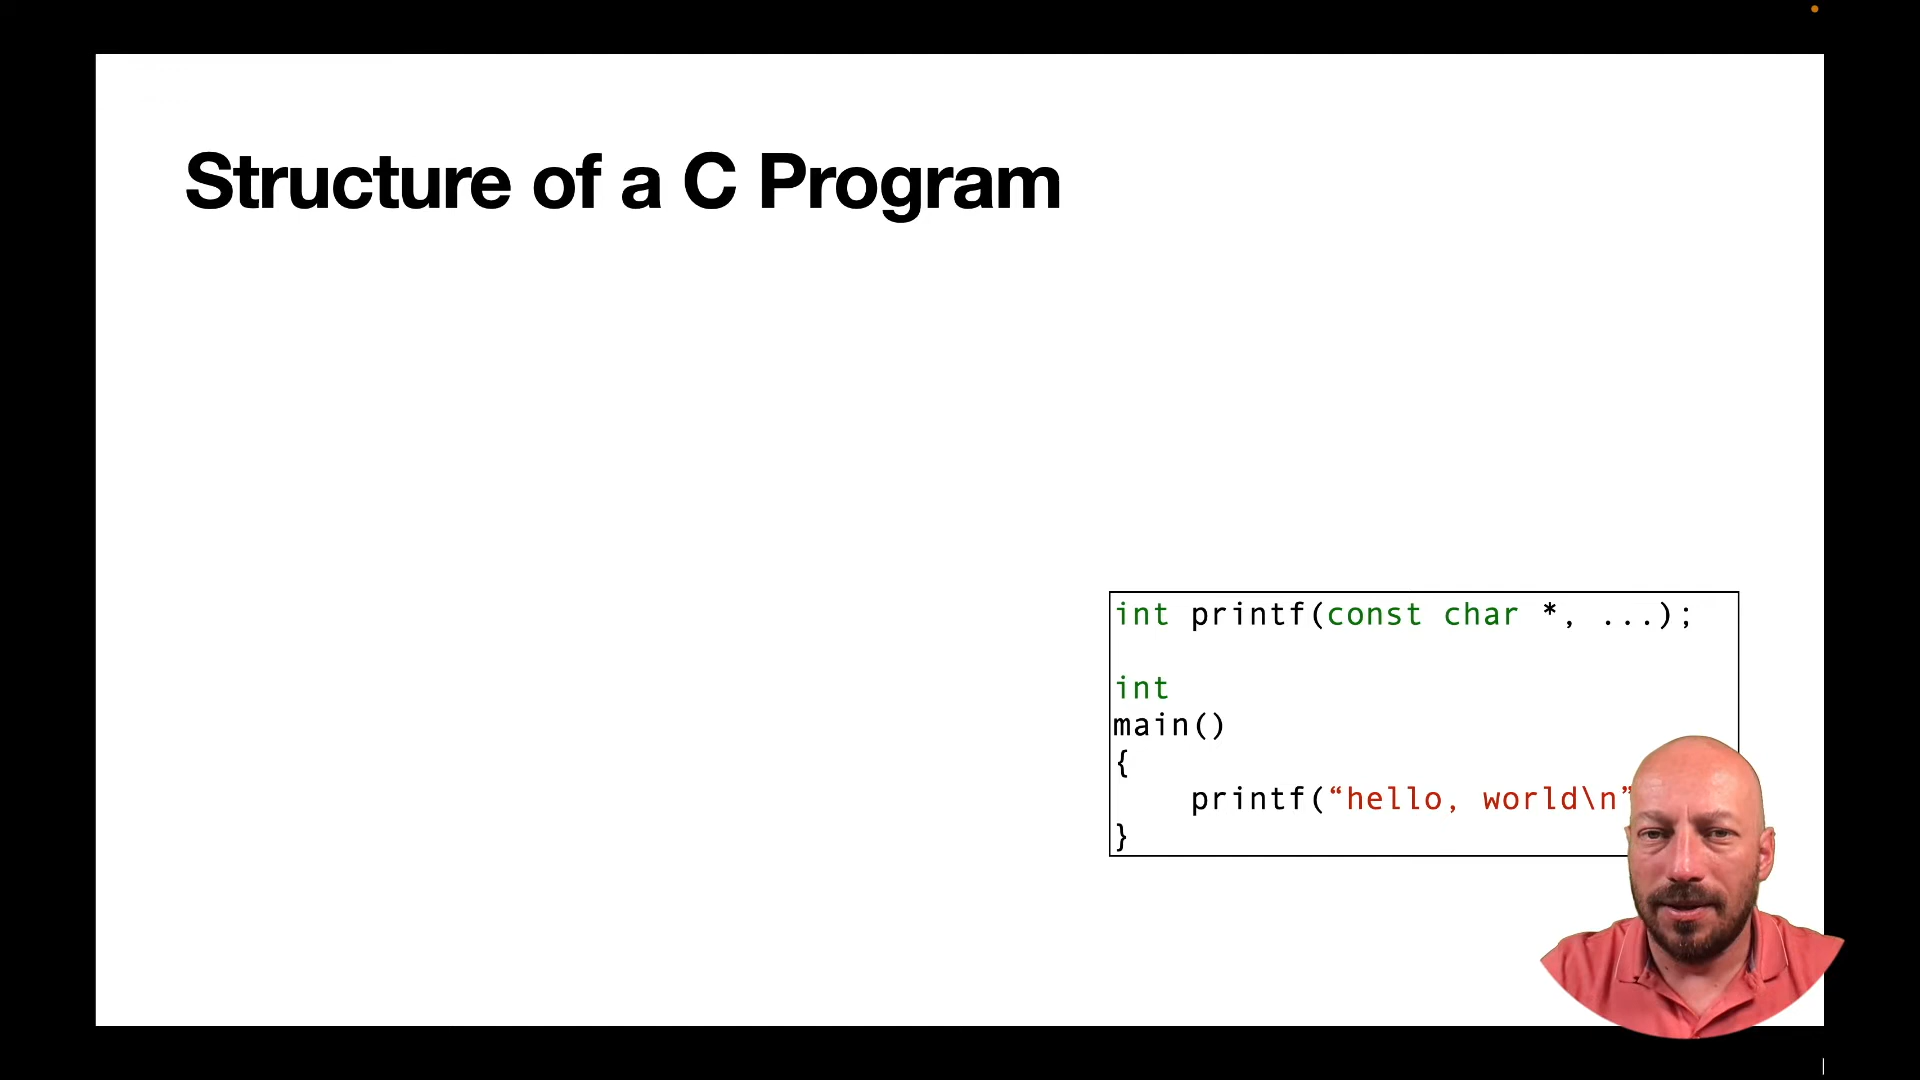 Structure of a C Program
int printf(const char *, ...);
int
main()
{
printf(“hello, world\n”
}